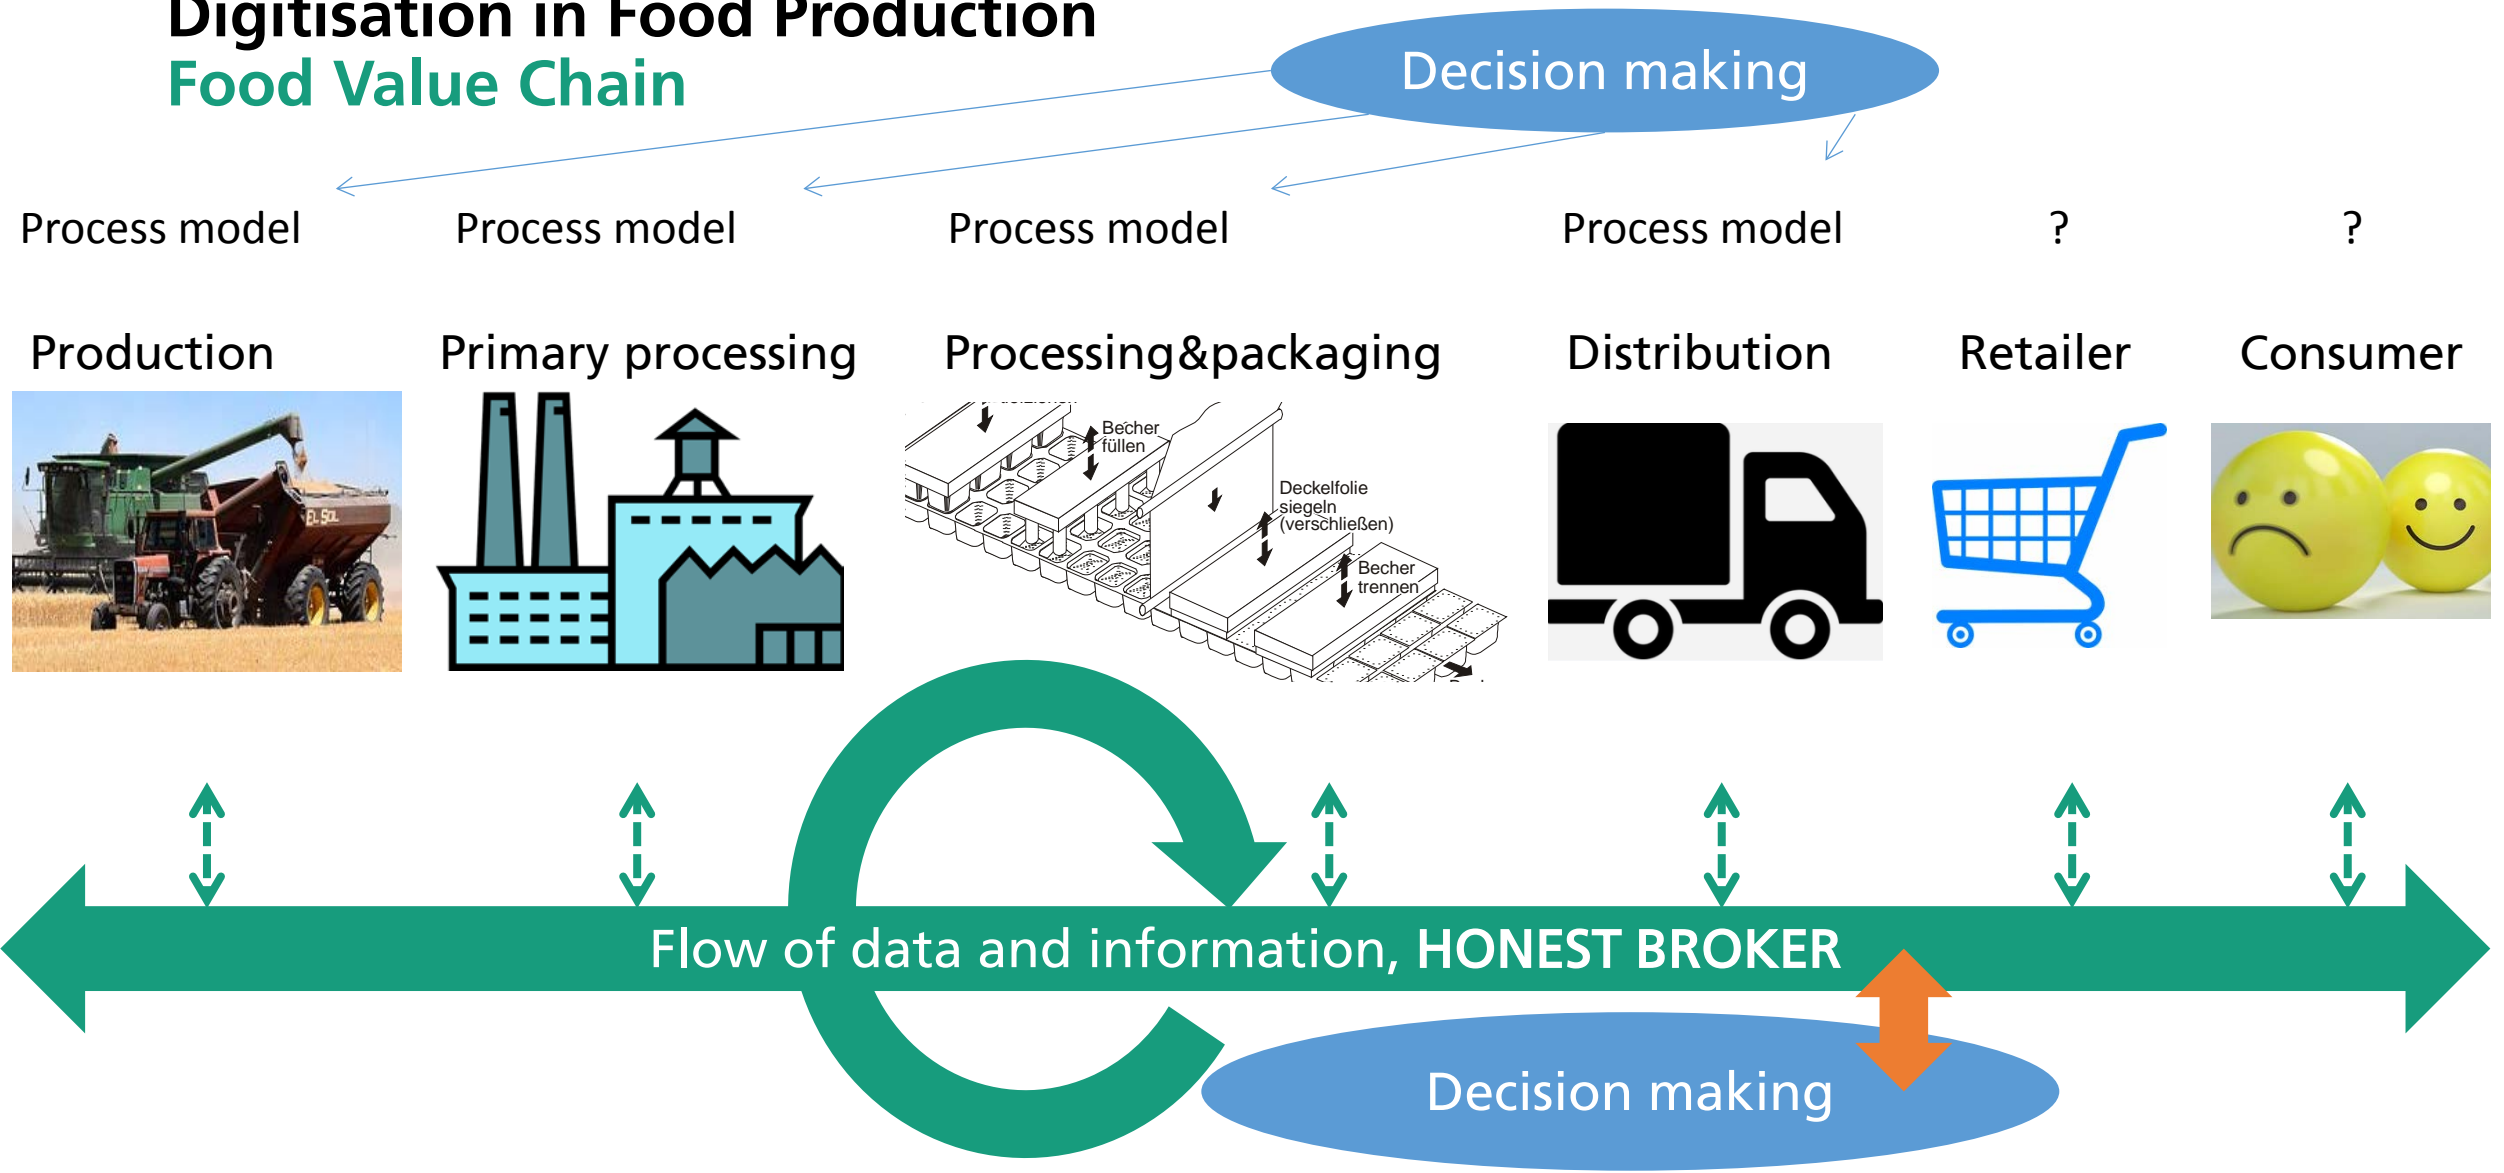 Digitisation in Food Production
Food Value Chain
Decision making
Process model
Process model
Process model
Process model
?
?
Production
Primary processing
Processing&packaging
Distribution
Retailer
Consumer
Becher
füllen
Deckelfolie
siegeln
(verschließen)
Becher
trennen
EL SOL
Flow of data and information, HONEST BROKER
Decision making